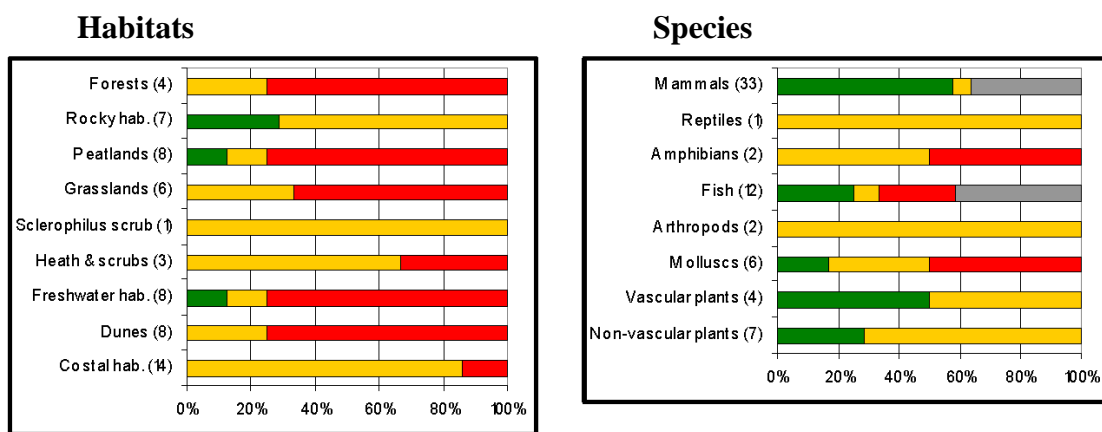 Habitats
Forests (4)
Rocky hab. (7)
Peatlands (8)
Grasslands (6)
Sclerophilus scrub (1)
Heath & scrubs (3)
Freshwater hab. (8)
Dunes (8)
Costal hab. (14)
0% 20% 40% 60% 80% 100%
Species
Mammals (33)
Reptiles (1)
Amphibians (2)
Fish (12)
Arthropods (2)
Molluscs (6)
Vascular plants (4)
Non-vascular plants (7)
0% 20% 40% 60% 80% 100%